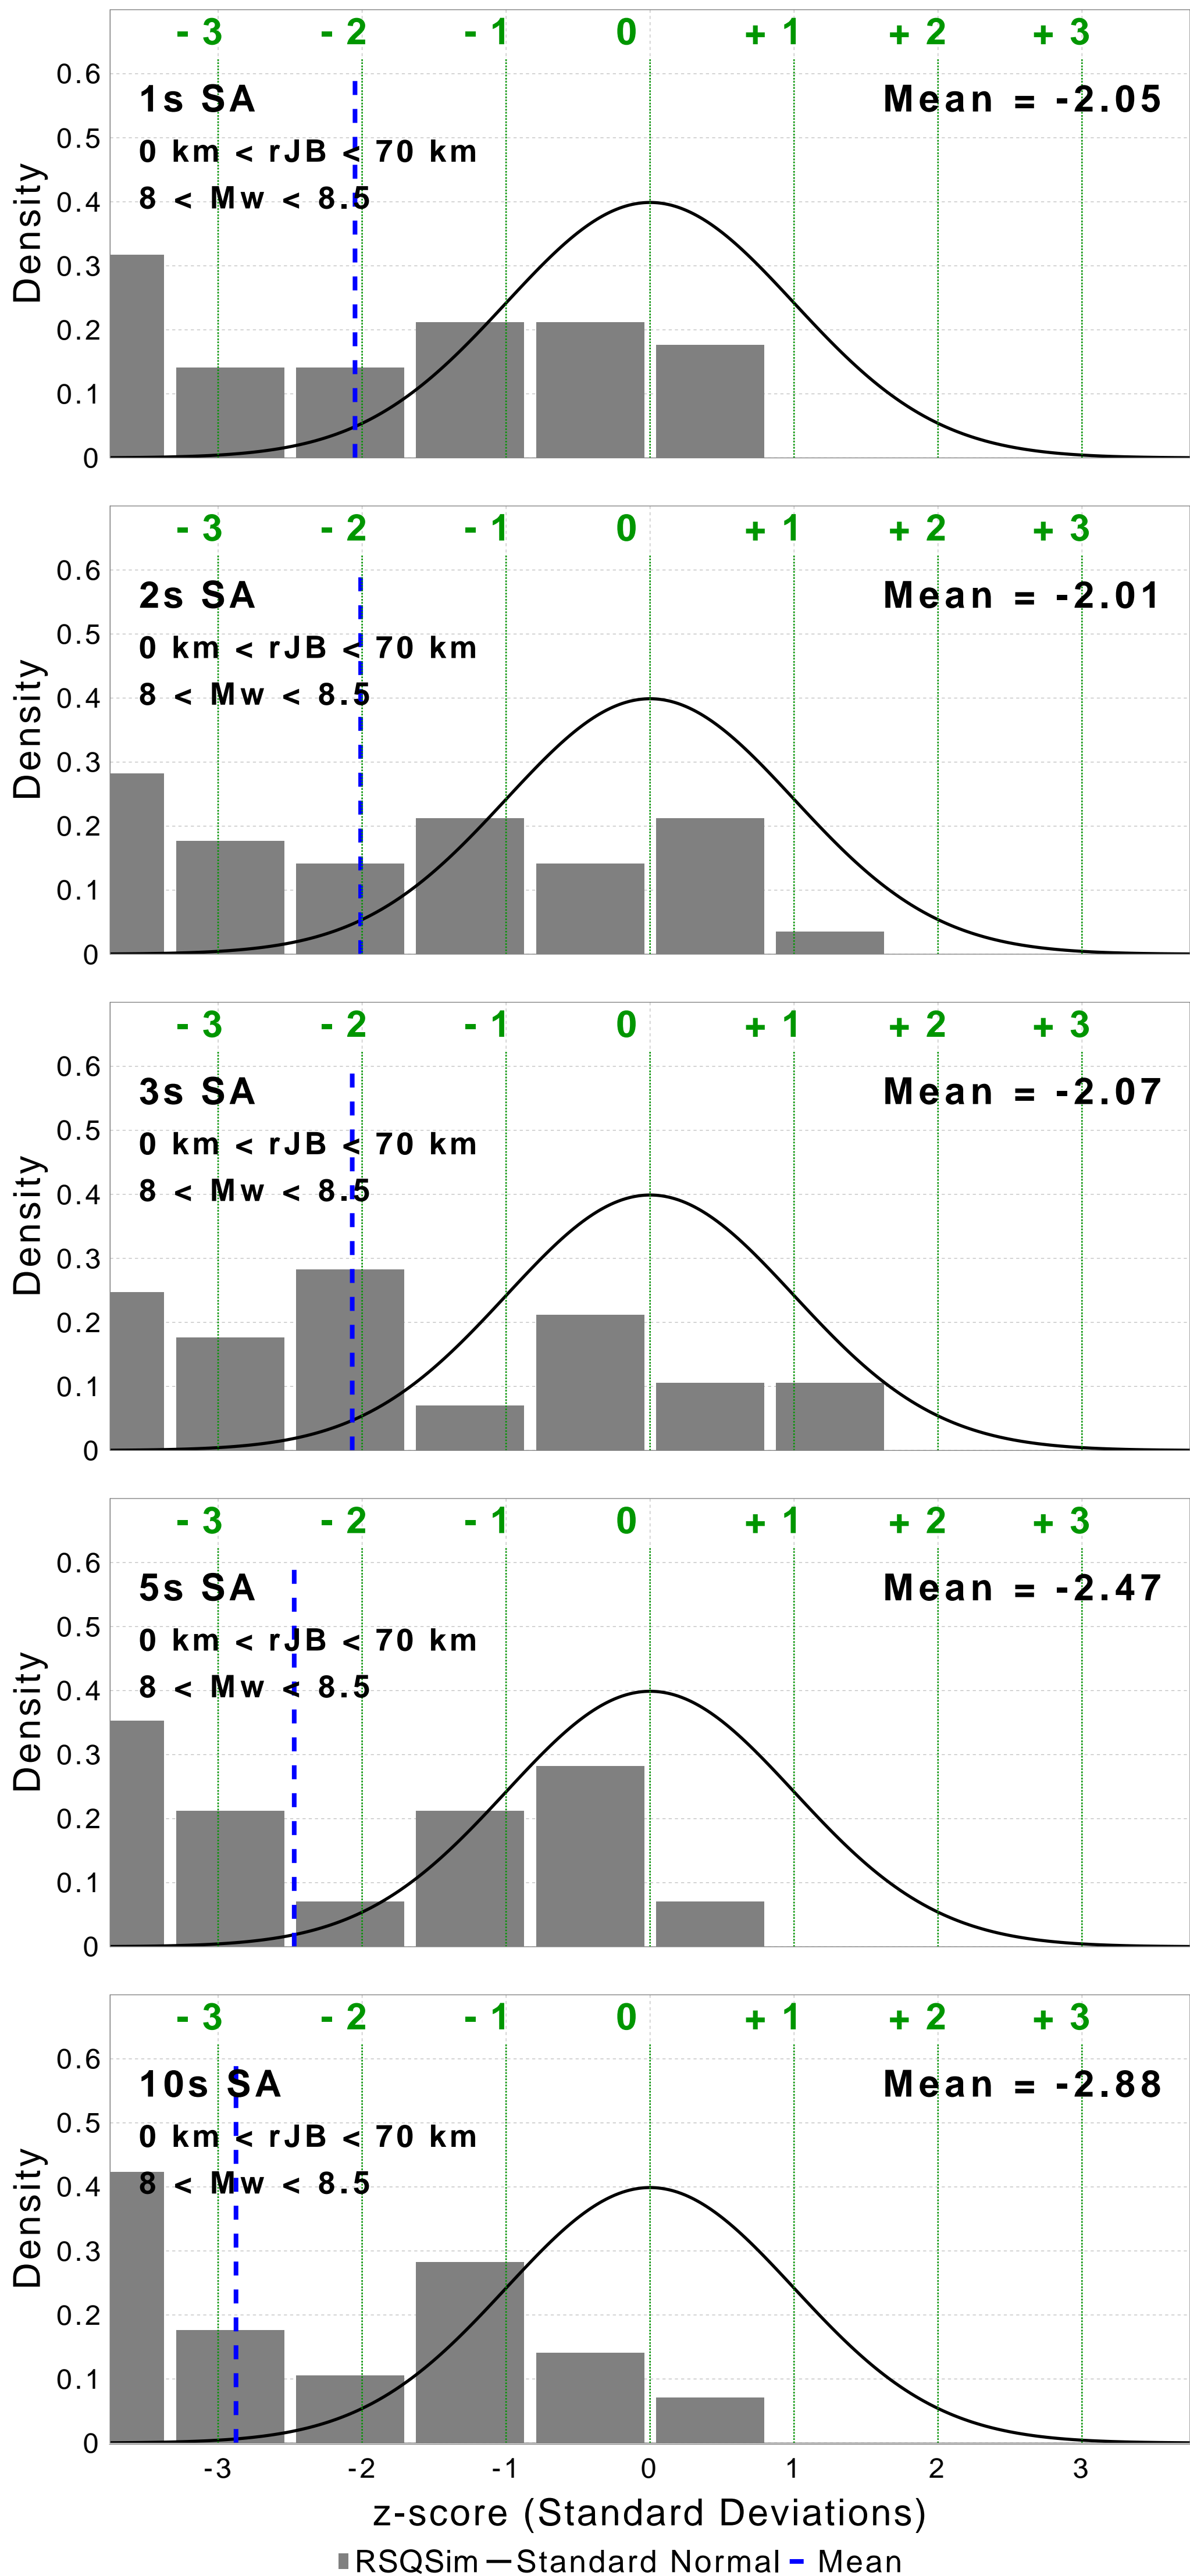 - 3 - 2 - 1 0 + 1 + 2 + 3
0.6
1s SA Mean = -2.05
0.5
0 km < rJB < 70 km
8 < Mw < 8.5
0.4
Density
0.3
0.2
0.1
0
- 3 - 2 - 1 0 + 1 + 2 + 3
0.6
2s SA Mean = -2.01
0.5
0 km < rJB < 70 km
8 < Mw < 8.5
0.4
Density
0.3
0.2
0.1
0
- 3 - 2 - 1 0 + 1 + 2 + 3
0.6
3s SA Mean = -2.07
0.5
0 km < rJB < 70 km
8 < Mw < 8.5
0.4
Density
0.3
0.2
0.1
0
- 3 - 2 - 1 0 + 1 + 2 + 3
0.6
5s SA Mean = -2.47
0.5
0 km < rJB < 70 km
8 < Mw < 8.5
0.4
Density
0.3
0.2
0.1
0
- 3 - 2 - 1 0 + 1 + 2 + 3
0.6
10s SA Mean = -2.88
0.5
0 km < rJB < 70 km
8 < Mw < 8.5
0.4
Density
0.3
0.2
0.1
0
-3 -2 -1 0 1 2 3
z-score (Standard Deviations)
RSQSim Standard Normal Mean